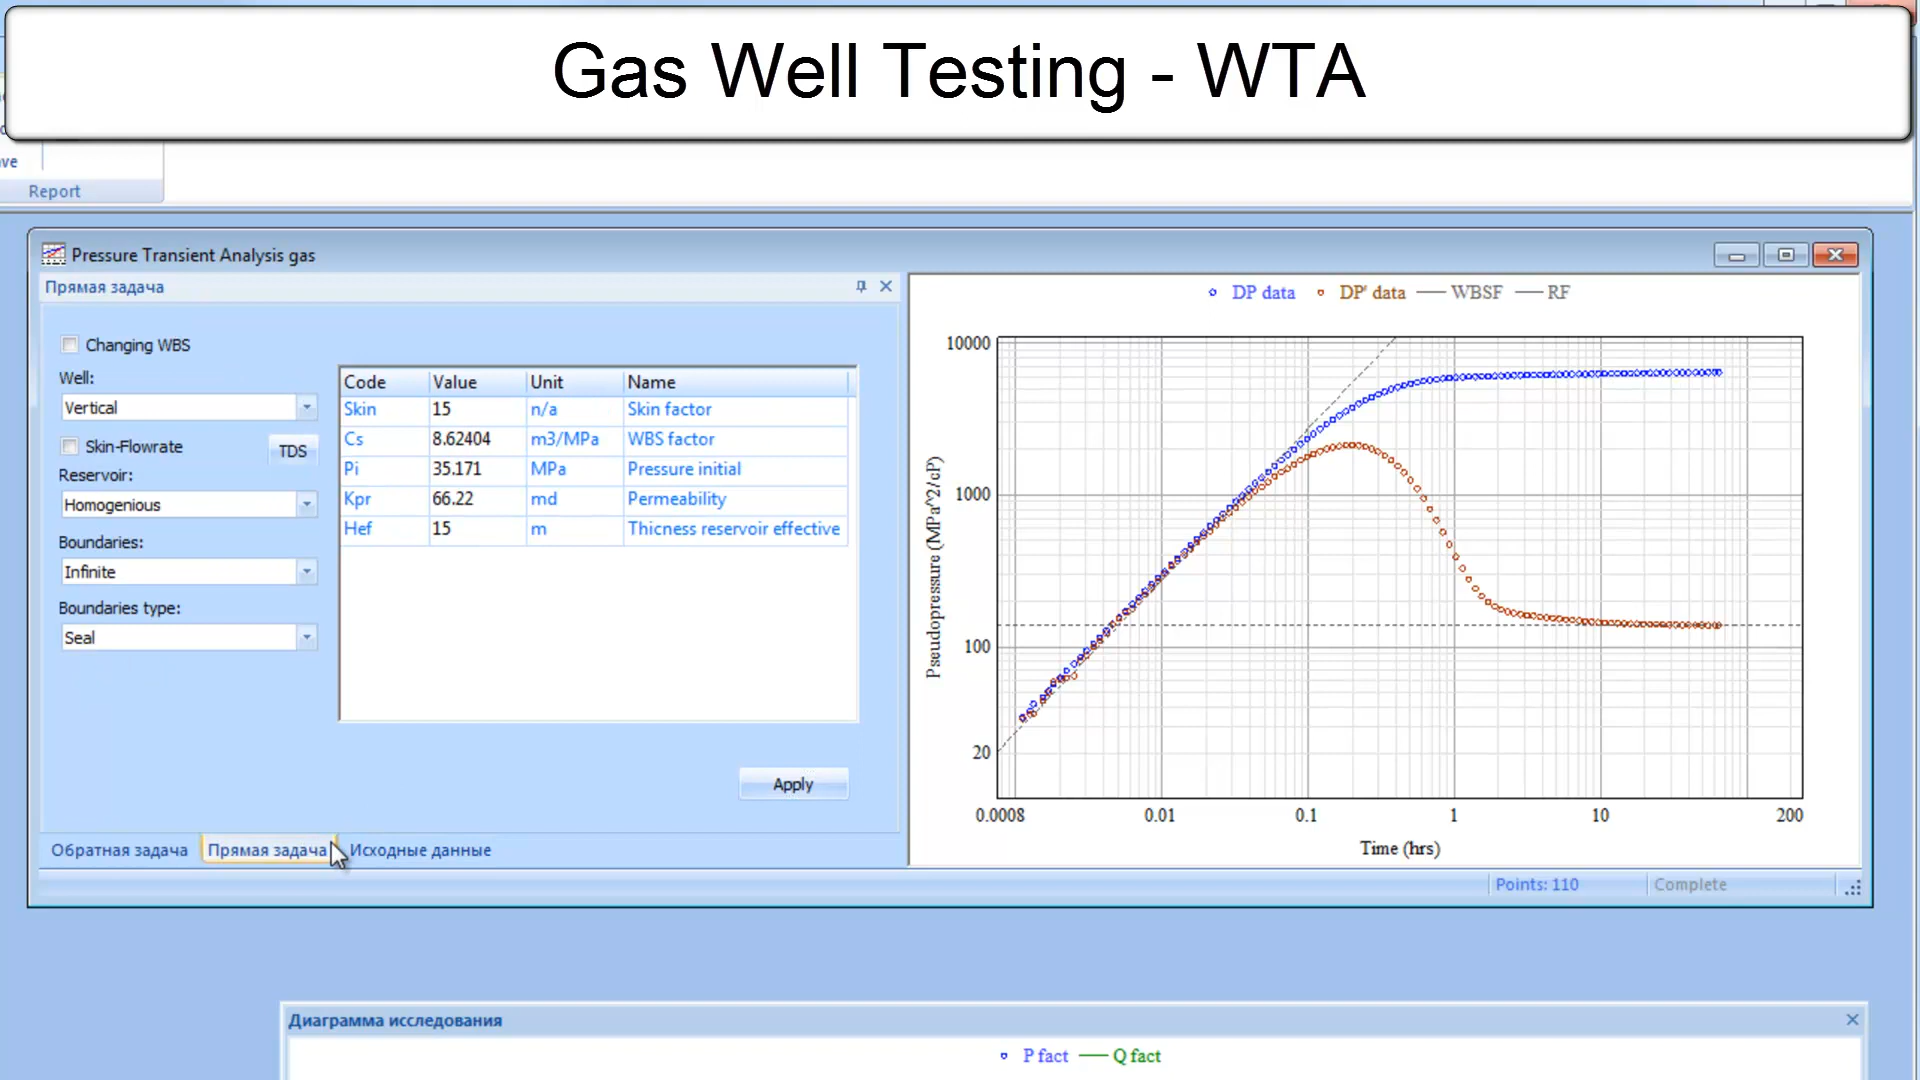 Gas Well Testing - WTA
ve
Report
Pressure Transient Analysis gas
Прямая задача
Changing WBS
Well:
Vertical
Skin-Flowrate
TDS
Reservoir:
Homogenious
Boundaries:
Infinite
Boundaries type:
Seal
Code Value Unit Name
Skin 15 n/a Skin factor
Cs 8.62404 m3/MPa WBS factor
Pi 35.171 MPa Pressure initial
Kpr 66.22 md Permeability
Hef 15 m Thicness reservoir effective
Apply
Обратная задача Прямая задача Исходные данные
DP data DP' data WBSF RF
10000
1000
100
20
Pseudopressure (MPa^2/cP)
0.0008 0.01 0.1 1 10 200
Time (hrs)
Points: 110 Complete
Диаграмма исследования
P fact Q fact